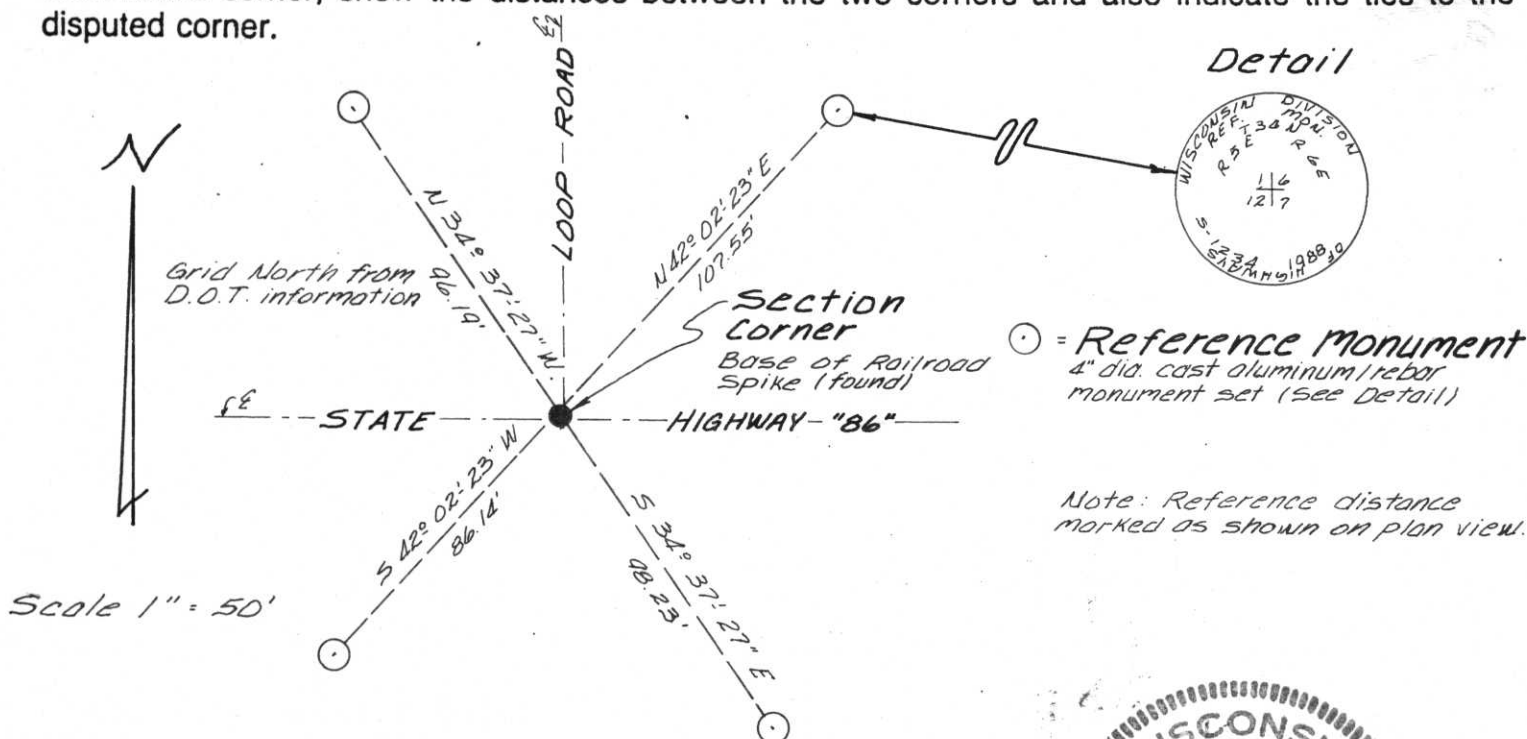 disputed corner.
Detail
WISCONSIN DIVISION
OF HIGHWAYS
REF. MON.
T34N
R5E R6E
1 6
12 7
S-1234 1988
LOOP ROAD
N 34° 37' 27" W.
96.19'
N 42° 02' 23" E
107.55'
Grid North from
D.O.T. information
Section
Corner
Base of Railroad
Spike (found)
= Reference Monument
4" dia. cast aluminum/rebar
monument set (See Detail)
STATE HIGHWAY "86"
S 42° 02' 23" W
86.14'
S 34° 37' 27" E
98.23'
Note: Reference distance
marked as shown on plan view.
Scale 1" = 50'